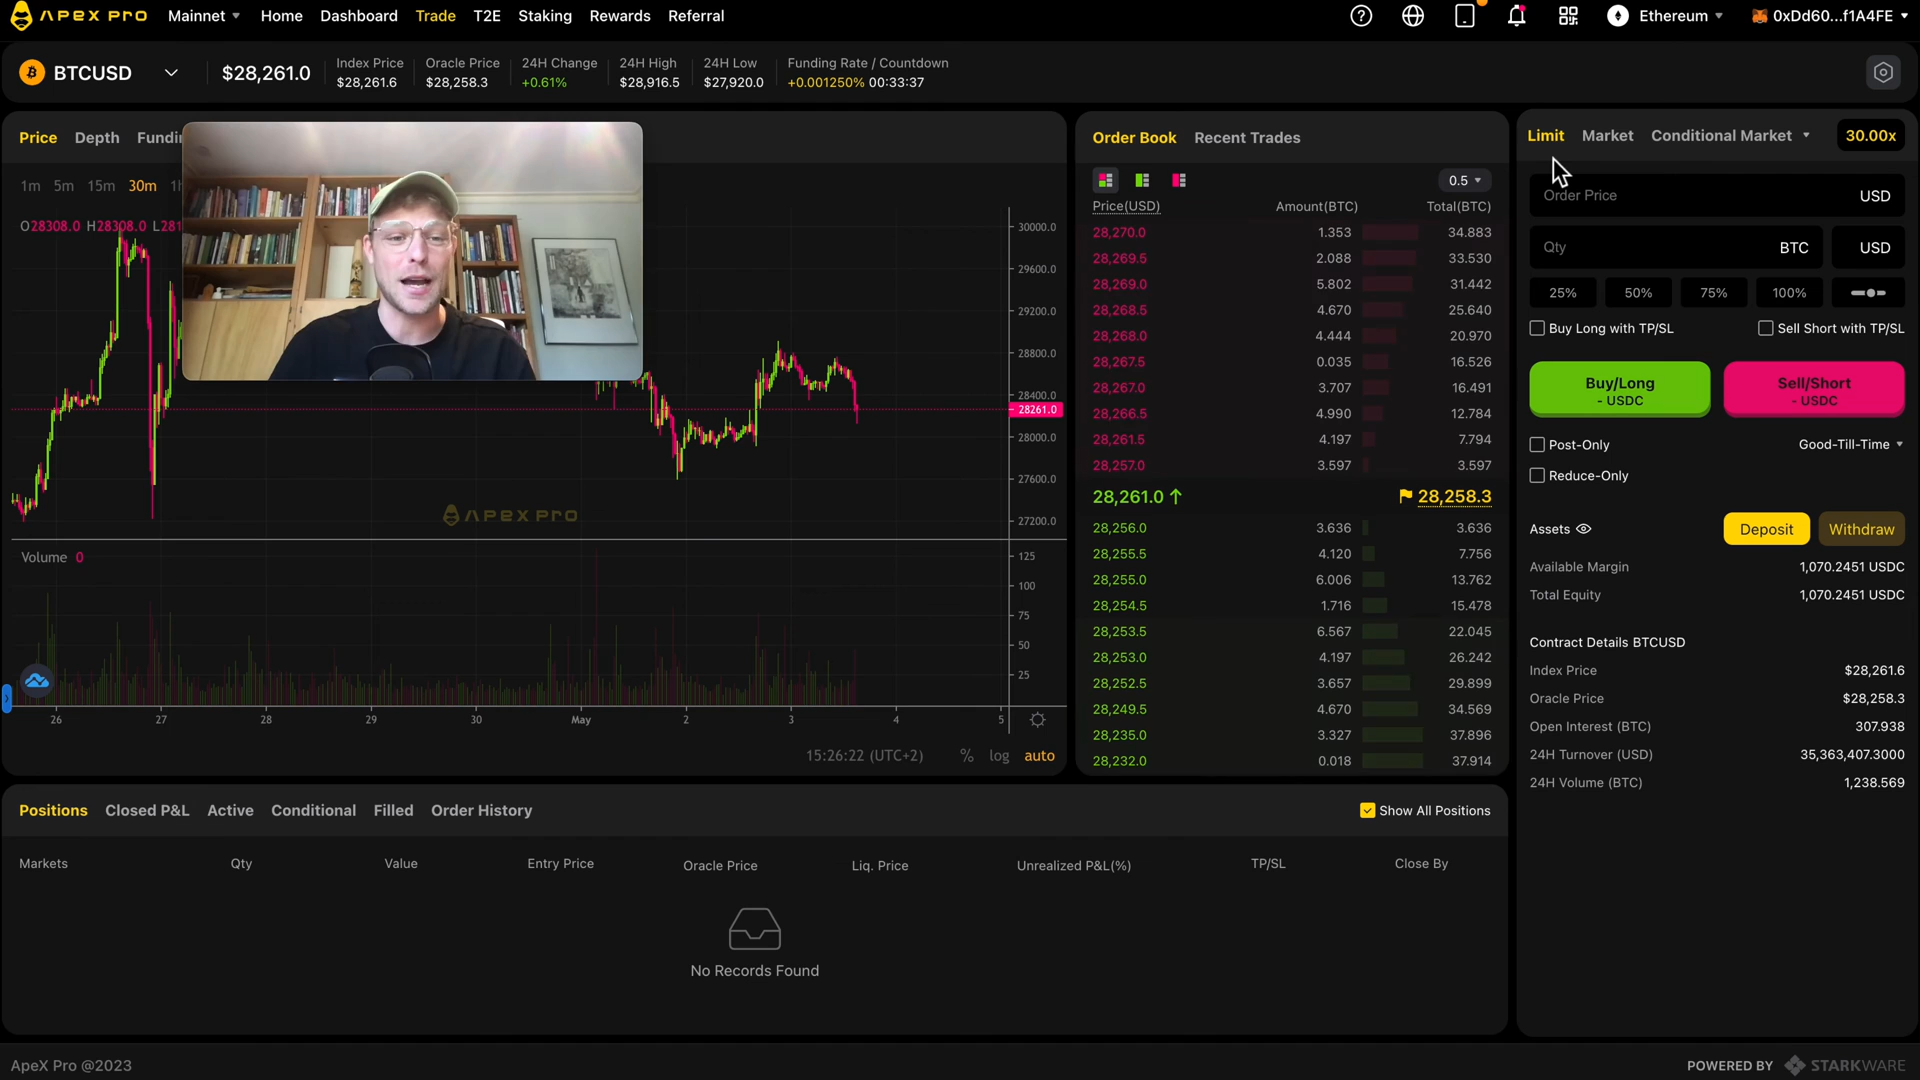 APEX PRO Mainnet Home Dashboard Trade T2E Staking Rewards Referral Ethereum 0xDd60...f1A4FE
BTCUSD $28,261.0
Index Price $28,261.6
Oracle Price $28,258.3
24H Change +0.61%
24H High $28,916.5
24H Low $27,920.0
Funding Rate / Countdown +0.001250% 00:33:37
Price Depth Fundi
1m 5m 15m 30m 1h
O28308.0 H28308.0 L281
30000.0
29600.0
29200.0
28800.0
28400.0
28261.0
28000.0
27600.0
27200.0
APEX PRO
Volume 0
125
100
75
50
25
26 27 28 29 30 May 2 3 4 5
15:26:22 (UTC+2) % log auto
Order Book Recent Trades
0.5
Price(USD) Amount(BTC) Total(BTC)
28,270.0 1.353 34.883
28,269.5 2.088 33.530
28,269.0 5.802 31.442
28,268.5 4.670 25.640
28,268.0 4.444 20.970
28,267.5 0.035 16.526
28,267.0 3.707 16.491
28,266.5 4.990 12.784
28,261.5 4.197 7.794
28,257.0 3.597 3.597
28,261.0 ↑ 28,258.3
28,256.0 3.636 3.636
28,255.5 4.120 7.756
28,255.0 6.006 13.762
28,254.5 1.716 15.478
28,253.5 6.567 22.045
28,253.0 4.197 26.242
28,252.5 3.657 29.899
28,249.5 4.670 34.569
28,235.0 3.327 37.896
28,232.0 0.018 37.914
Limit Market Conditional Market 30.00x
Order Price USD
Qty BTC USD
25% 50% 75% 100%
Buy Long with TP/SL Sell Short with TP/SL
Buy/Long Sell/Short
- USDC - USDC
Post-Only Good-Till-Time
Reduce-Only
Assets Deposit Withdraw
Available Margin 1,070.2451 USDC
Total Equity 1,070.2451 USDC
Contract Details BTCUSD
Index Price $28,261.6
Oracle Price $28,258.3
Open Interest (BTC) 307.938
24H Turnover (USD) 35,363,407.3000
24H Volume (BTC) 1,238.569
Positions Closed P&L Active Conditional Filled Order History Show All Positions
Markets Qty Value Entry Price Oracle Price Liq. Price Unrealized P&L(%) TP/SL Close By
No Records Found
ApeX Pro @2023 POWERED BY STARKWARE